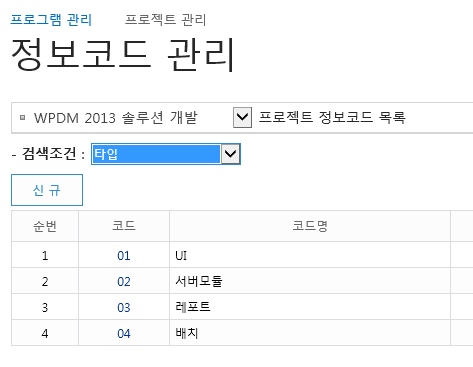 프로그램 관리 프로젝트 관리
정보코드 관리
WPDM 2013 솔루션 개발 프로젝트 정보코드 목록
- 검색조건 : 타입
신 규
순번 코드 코드명
1 01 UI
2 02 서버모듈
3 03 레포트
4 04 배치